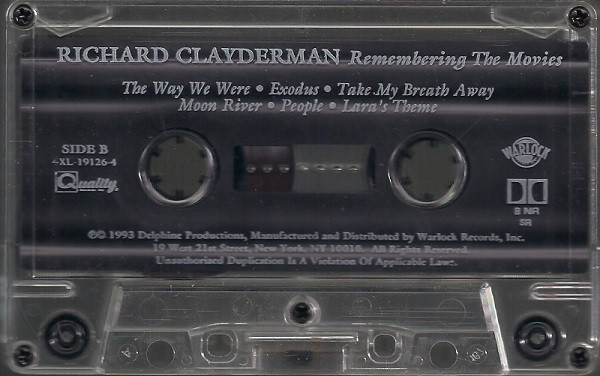 RICHARD CLAYDERMAN Remembering The Movies
The Way We Were • Exodus • Take My Breath Away
Moon River • People • Lara's Theme
SIDE B
4XL-19126-4
Quality
WARLOCK
B NR
SR
℗© 1993 Delphine Productions, Manufactured and Distributed by Warlock Records, Inc.
19 West 21st Street, New York, NY 10010. All Rights Reserved.
Unauthorized Duplication Is A Violation Of Applicable Laws.